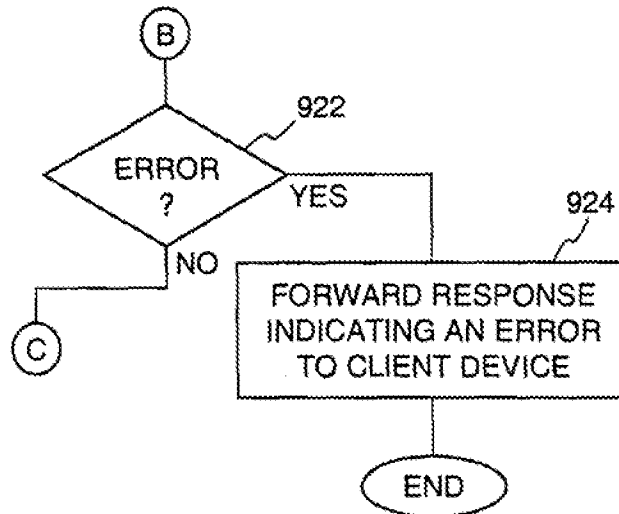 B
922
ERROR
?
YES
924
NO
FORWARD RESPONSE
INDICATING AN ERROR
TO CLIENT DEVICE
C
END